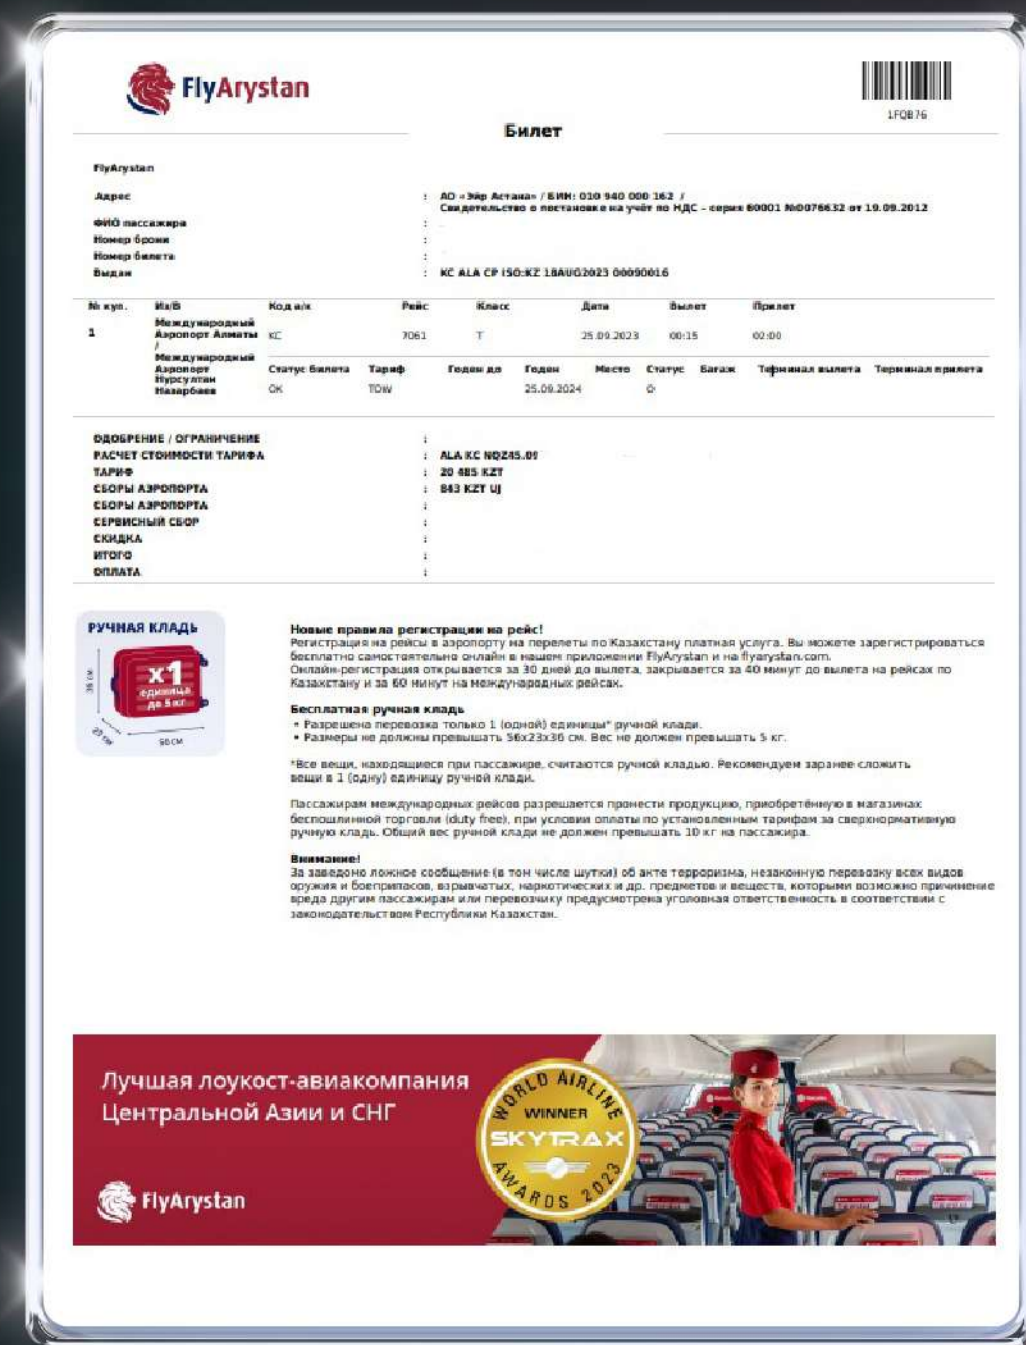 FlyArystan
1FQB76
Билет
FlyArystan
Адрес : АО «Эйр Астана» / БИН: 010 940 000 162 /
Свидетельство о постановке на учёт по НДС – серия 60001 №0076632 от 19.09.2012
ФИО пассажира :
Номер брони :
Номер билета :
Выдан : KC ALA CP ISO:KZ 18AUG2023 00090016
№ куп. Из/В Код а/к Рейс Класс Дата Вылет Прилет
1 Международный Аэропорт Алматы / KC 7061 T 25.09.2023 00:15 02:00
Международный Аэропорт Нурсултан Назарбаев
Статус билета Тариф Годен до Годен Место Статус Багаж Терминал вылета Терминал прилета
OK TOW 25.09.2024
ОДОБРЕНИЕ / ОГРАНИЧЕНИЕ :
РАСЧЕТ СТОИМОСТИ ТАРИФА : ALA KC NQZ45.09
ТАРИФ : 20 485 KZT
СБОРЫ АЭРОПОРТА : 843 KZT UJ
СБОРЫ АЭРОПОРТА :
СЕРВИСНЫЙ СБОР :
СКИДКА :
ИТОГО :
ОПЛАТА :
РУЧНАЯ КЛАДЬ
x1
единица
до 5 кг
36 см
23 см
56 см
Новые правила регистрации на рейс!
Регистрация на рейсы в аэропорту на перелеты по Казахстану платная услуга. Вы можете зарегистрироваться
бесплатно самостоятельно онлайн в нашем приложении FlyArystan и на flyarystan.com.
Онлайн-регистрация открывается за 30 дней до вылета, закрывается за 40 минут до вылета на рейсах по
Казахстану и за 60 минут на международных рейсах.
Бесплатная ручная кладь
• Разрешена перевозка только 1 (одной) единицы* ручной клади.
• Размеры не должны превышать 56х23х36 см. Вес не должен превышать 5 кг.
*Все вещи, находящиеся при пассажире, считаются ручной кладью. Рекомендуем заранее сложить
вещи в 1 (одну) единицу ручной клади.
Пассажирам международных рейсов разрешается пронести продукцию, приобретённую в магазинах
беспошлинной торговли (duty free), при условии оплаты по установленным тарифам за сверхнормативную
ручную кладь. Общий вес ручной клади не должен превышать 10 кг на пассажира.
Внимание!
За заведомо ложное сообщение (в том числе шутки) об акте терроризма, незаконную перевозку всех видов
оружия и боеприпасов, взрывчатых, наркотических и др. предметов и веществ, которыми возможно причинение
вреда другим пассажирам или перевозчику предусмотрена уголовная ответственность в соответствии с
законодательством Республики Казахстан.
Лучшая лоукост-авиакомпания
Центральной Азии и СНГ
FlyArystan
WORLD AIRLINE
WINNER
SKYTRAX
AWARDS 2023